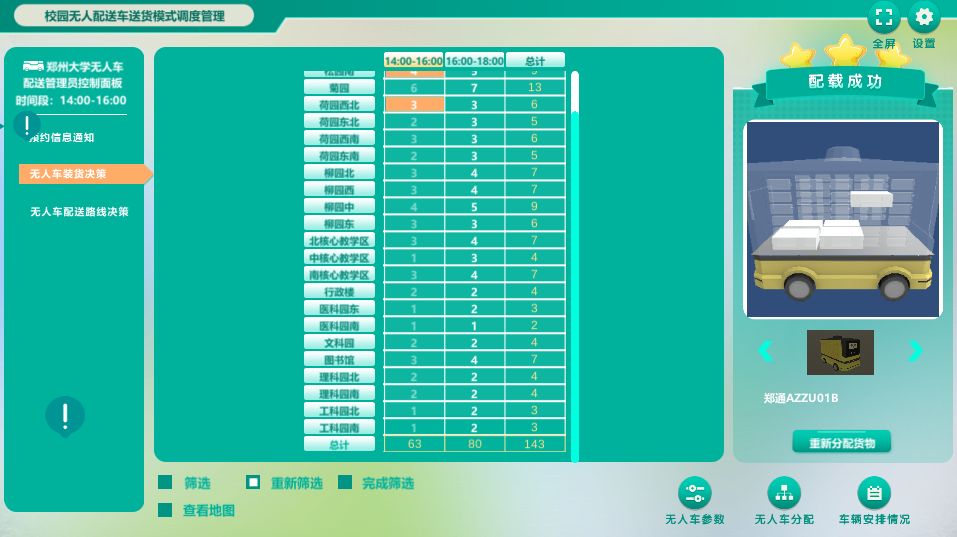 校园无人配送车送货模式调度管理
全屏
设置
郑州大学无人车
配送管理员控制面板
时间段：14:00-16:00
预约信息通知
无人车装货决策
无人车配送路线决策
14:00-16:00 16:00-18:00 总计
松园南 4 5 9
菊园 6 7 13
荷园西北 3 3 6
荷园东北 2 3 5
荷园西南 3 3 6
荷园东南 2 3 5
柳园北 3 4 7
柳园西 3 4 7
柳园中 4 5 9
柳园东 3 3 6
北核心教学区 3 4 7
中核心教学区 1 3 4
南核心教学区 3 4 7
行政楼 2 2 4
医科园东 1 2 3
医科园南 1 1 2
文科园 2 2 4
图书馆 3 4 7
理科园北 2 2 4
理科园南 2 2 4
工科园北 1 2 3
工科园南 1 2 3
总计 63 80 143
配载成功
郑通AZZU01B
重新分配货物
筛选
重新筛选
完成筛选
查看地图
无人车参数
无人车分配
车辆安排情况